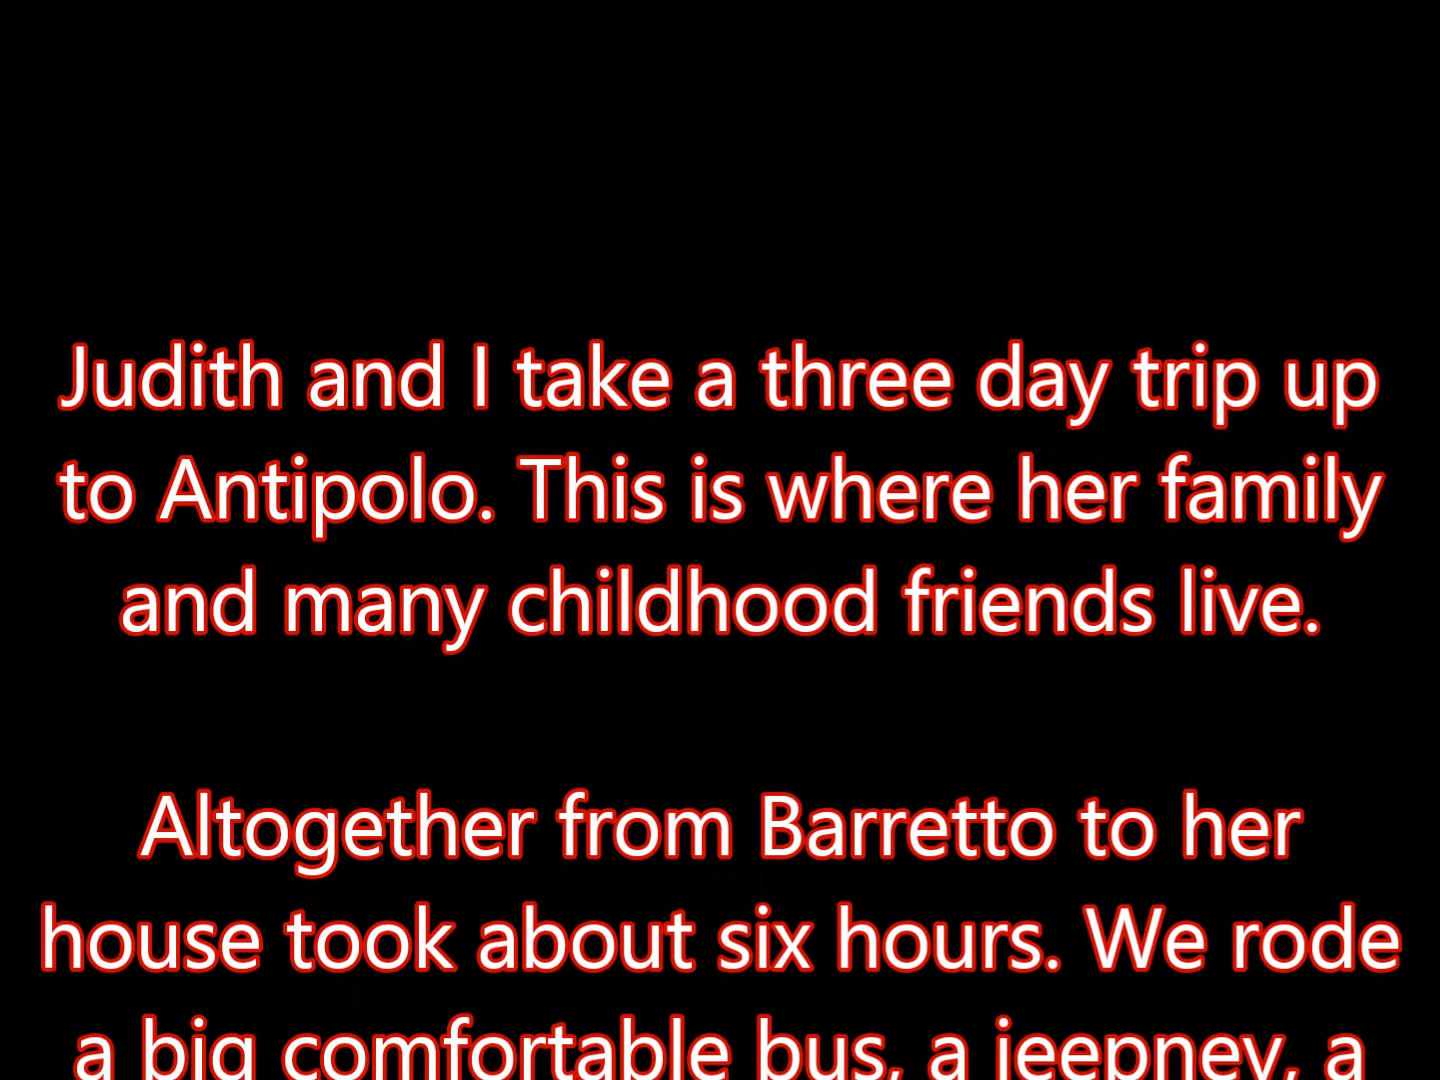 Judith and I take a three day trip up
to Antipolo. This is where her family
and many childhood friends live.
Altogether from Barretto to her
house took about six hours. We rode
a big comfortable bus, a jeepney, a